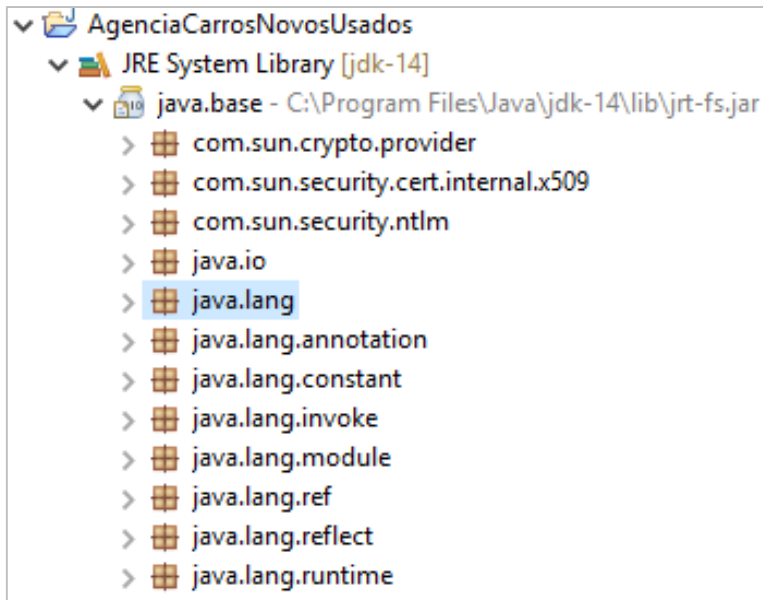 AgenciaCarrosNovosUsados
JRE System Library [jdk-14]
java.base - C:\Program Files\Java\jdk-14\lib\jrt-fs.jar
com.sun.crypto.provider
com.sun.security.cert.internal.x509
com.sun.security.ntlm
java.io
java.lang
java.lang.annotation
java.lang.constant
java.lang.invoke
java.lang.module
java.lang.ref
java.lang.reflect
java.lang.runtime